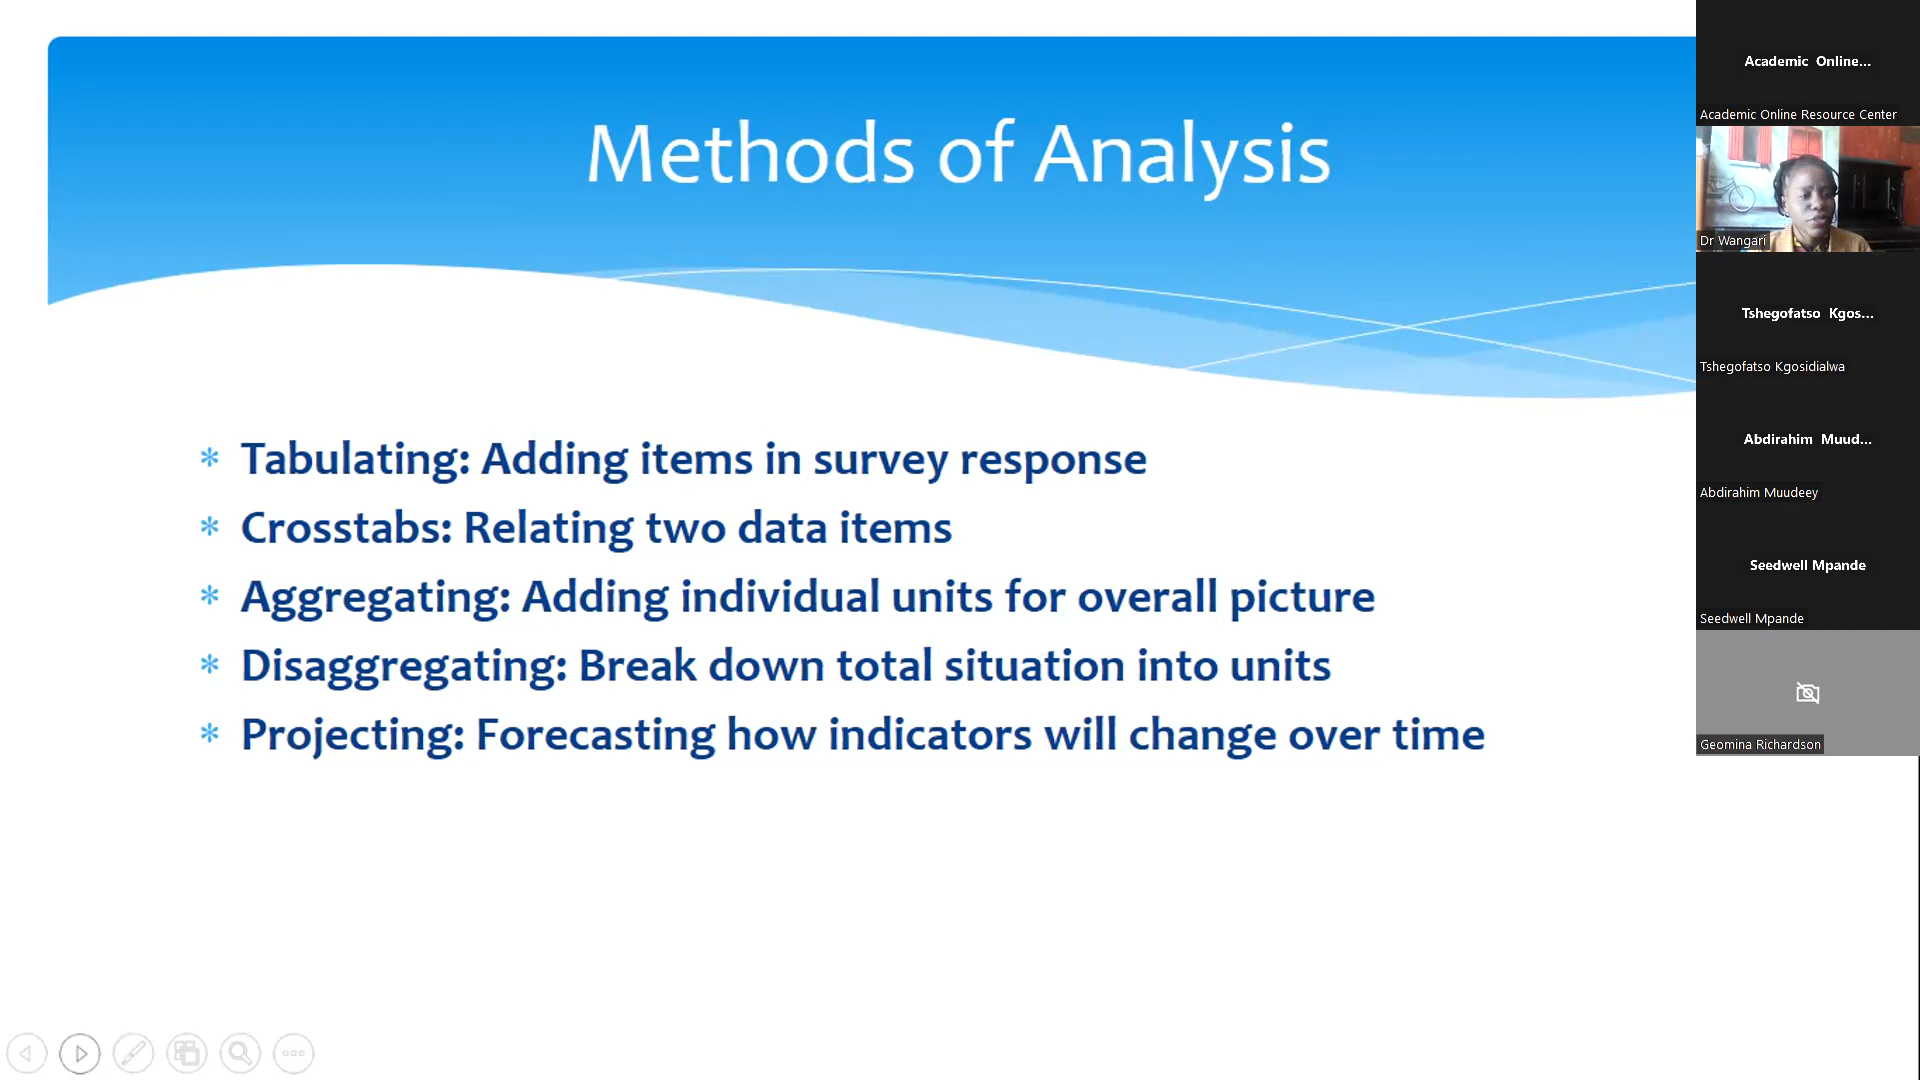 Methods of Analysis
* Tabulating: Adding items in survey response
* Crosstabs: Relating two data items
* Aggregating: Adding individual units for overall picture
* Disaggregating: Break down total situation into units
* Projecting: Forecasting how indicators will change over time
Academic Online...
Academic Online Resource Center
Dr Wangari
Tshegofatso Kgos...
Tshegofatso Kgosidialwa
Abdirahim Muud...
Abdirahim Muudeey
Seedwell Mpande
Seedwell Mpande
Geomina Richardson